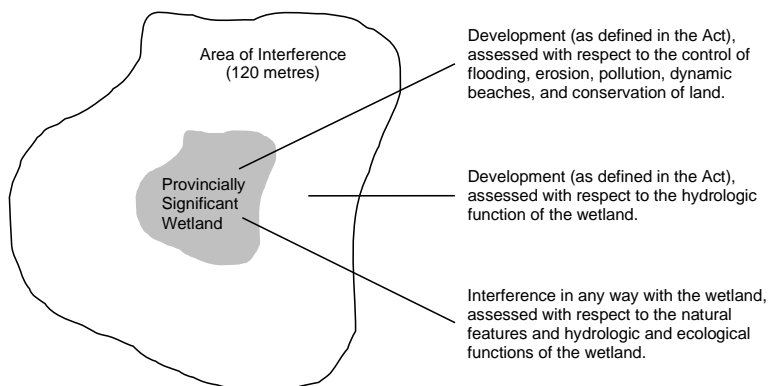 Area of Interference
(120 metres)
Provincially
Significant
Wetland
Development (as defined in the Act),
assessed with respect to the control of
flooding, erosion, pollution, dynamic
beaches, and conservation of land.
Development (as defined in the Act),
assessed with respect to the hydrologic
function of the wetland.
Interference in any way with the wetland,
assessed with respect to the natural
features and hydrologic and ecological
functions of the wetland.